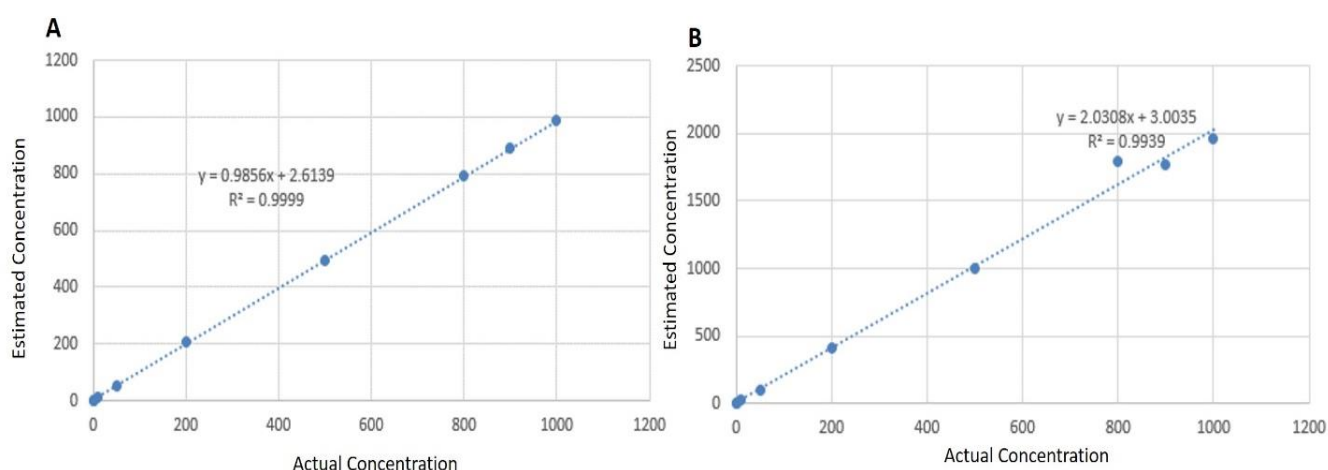 A
1200
1000
800
600
400
200
0
y = 0.9856x + 2.6139
R² = 0.9999
0 200 400 600 800 1000 1200
Estimated Concentration
Actual Concentration
B
2500
2000
1500
1000
500
0
y = 2.0308x + 3.0035
R² = 0.9939
0 200 400 600 800 1000 1200
Estimated Concentration
Actual Concentration